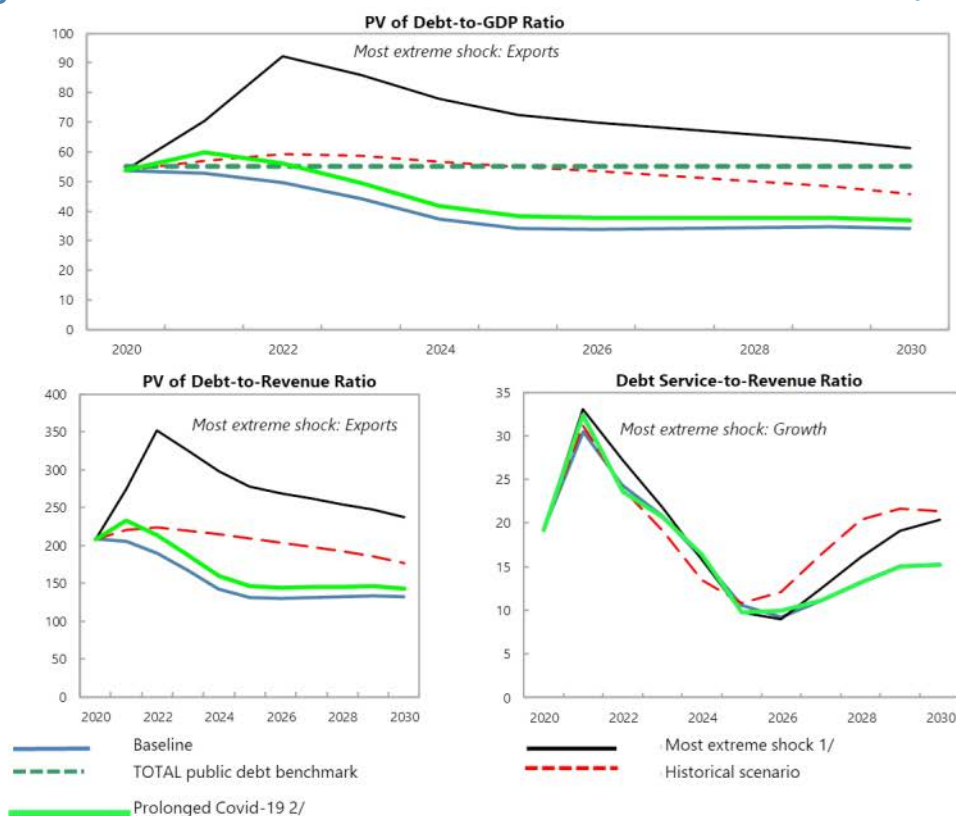 PV of Debt-to-GDP Ratio
Most extreme shock: Exports
100
90
80
70
60
50
40
30
20
10
0
2020 2022 2024 2026 2028 2030
PV of Debt-to-Revenue Ratio
Most extreme shock: Exports
400
350
300
250
200
150
100
50
0
2020 2022 2024 2026 2028 2030
Debt Service-to-Revenue Ratio
Most extreme shock: Growth
35
30
25
20
15
10
5
0
2020 2022 2024 2026 2028 2030
Baseline
TOTAL public debt benchmark
Prolonged Covid-19 2/
Most extreme shock 1/
Historical scenario